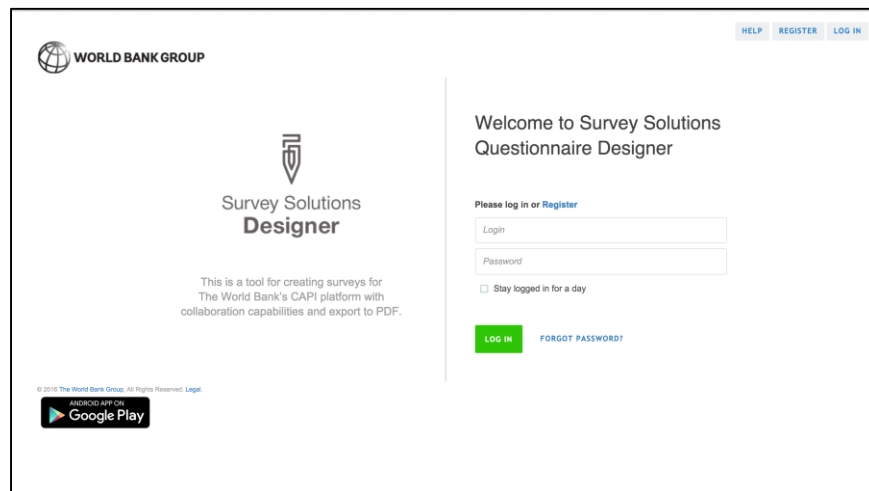 HELP REGISTER LOG IN
WORLD BANK GROUP
Survey Solutions
Designer
This is a tool for creating surveys for
The World Bank's CAPI platform with
collaboration capabilities and export to PDF.
Welcome to Survey Solutions
Questionnaire Designer
Please log in or Register
Login
Password
Stay logged in for a day
LOG IN FORGOT PASSWORD?
© 2016 The World Bank Group, All Rights Reserved. Legal.
ANDROID APP ON
Google Play